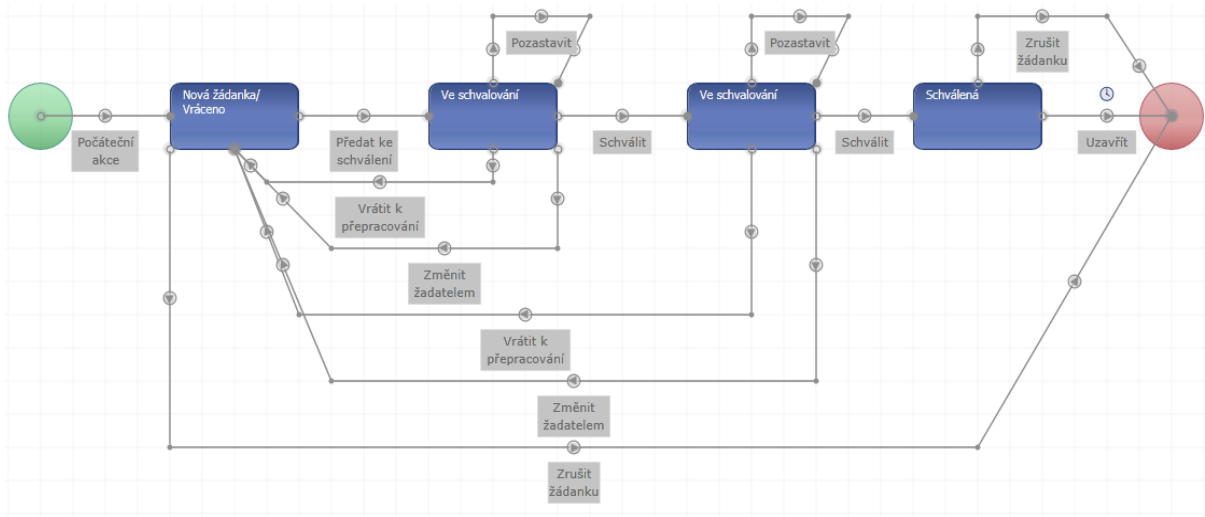 Pozastavit
Pozastavit
Zrušit
žádanku
Nová žádanka/
Vráceno
Ve schvalování
Ve schvalování
Schválená
Počáteční
akce
Předat ke
schválení
Schválit
Schválit
Uzavřít
Vrátit k
přepracování
Změnit
žadatelem
Vrátit k
přepracování
Změnit
žadatelem
Zrušit
žádanku